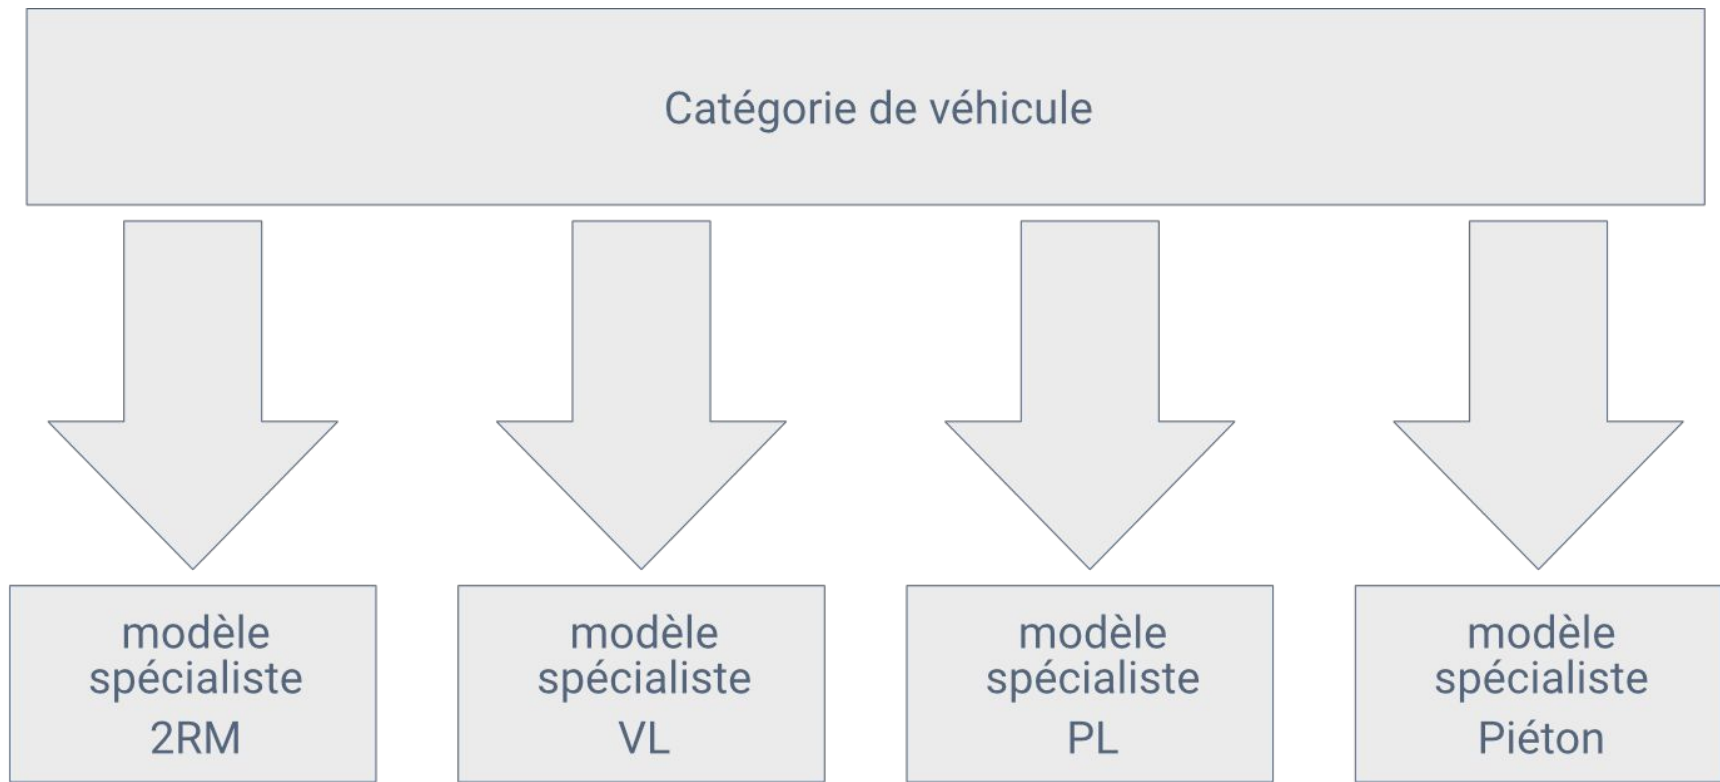 Catégorie de véhicule
modèle
spécialiste
2RM
modèle
spécialiste
VL
modèle
spécialiste
PL
modèle
spécialiste
Piéton